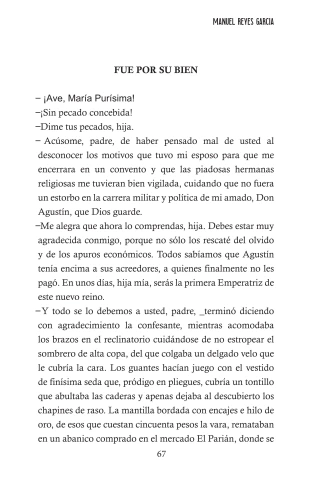 MANUEL REYES GARCIA
FUE POR SU BIEN
– ¡Ave, María Purísima!
–¡Sin pecado concebida!
–Dime tus pecados, hija.
– Acúsome, padre, de haber pensado mal de usted al
desconocer los motivos que tuvo mi esposo para que me
encerrara en un convento y que las piadosas hermanas
religiosas me tuvieran bien vigilada, cuidando que no fuera
un estorbo en la carrera militar y política de mi amado, Don
Agustín, que Dios guarde.
–Me alegra que ahora lo comprendas, hija. Debes estar muy
agradecida conmigo, porque no sólo los rescaté del olvido
y de los apuros económicos. Todos sabíamos que Agustín
tenía encima a sus acreedores, a quienes finalmente no les
pagó. En unos días, hija mía, serás la primera Emperatriz de
este nuevo reino.
–Y todo se lo debemos a usted, padre, _terminó diciendo
con agradecimiento la confesante, mientras acomodaba
los brazos en el reclinatorio cuidándose de no estropear el
sombrero de alta copa, del que colgaba un delgado velo que
le cubría la cara. Los guantes hacían juego con el vestido
de finísima seda que, pródigo en pliegues, cubría un tontillo
que abultaba las caderas y apenas dejaba al descubierto los
chapines de raso. La mantilla bordada con encajes e hilo de
oro, de esos que cuestan cincuenta pesos la vara, remataban
en un abanico comprado en el mercado El Parián, donde se
67